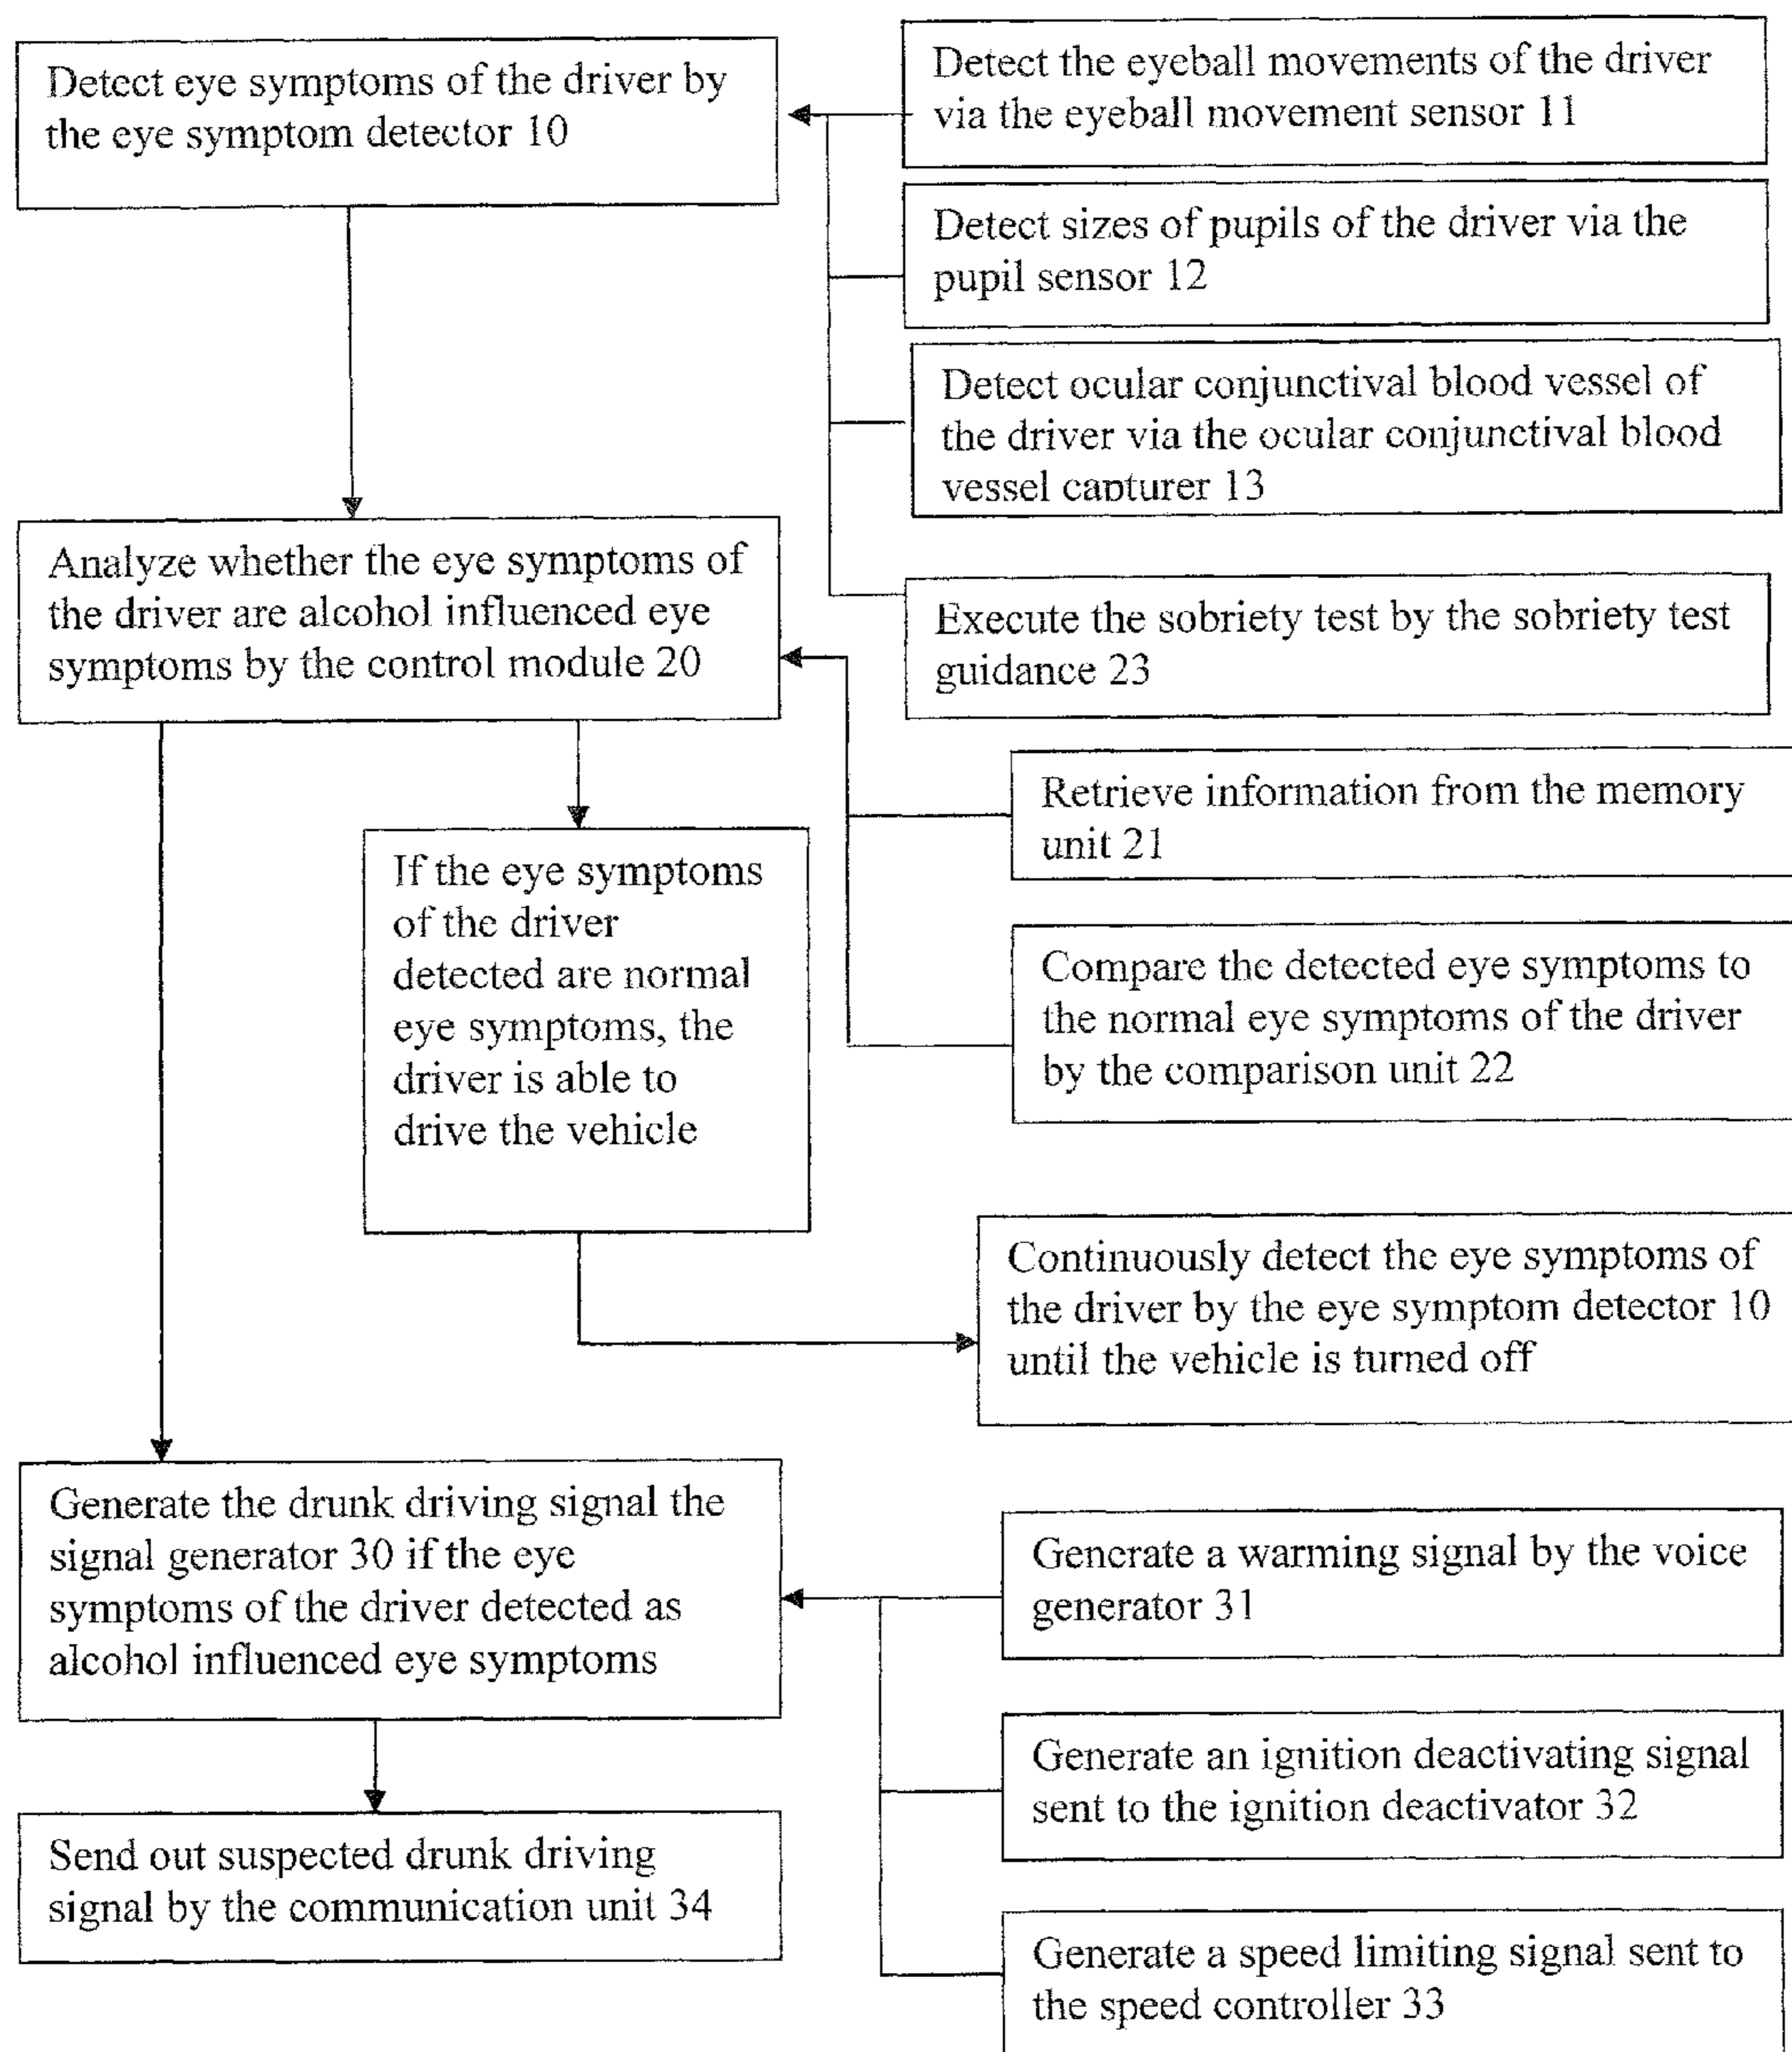 Detect eye symptoms of the driver by
the eye symptom detector 10
Detect the eyeball movements of the driver
via the eyeball movement sensor 11
Detect sizes of pupils of the driver via the
pupil sensor 12
Detect ocular conjunctival blood vessel of
the driver via the ocular conjunctival blood
vessel capturer 13
Execute the sobriety test by the sobriety test
guidance 23
Analyze whether the eye symptoms of
the driver are alcohol influenced eye
symptoms by the control module 20
Retrieve information from the memory
unit 21
Compare the detected eye symptoms to
the normal eye symptoms of the driver
by the comparison unit 22
If the eye symptoms
of the driver
detected are normal
eye symptoms, the
driver is able to
drive the vehicle
Continuously detect the eye symptoms of
the driver by the eye symptom detector 10
until the vehicle is turned off
Generate the drunk driving signal the
signal generator 30 if the eye
symptoms of the driver detected as
alcohol influenced eye symptoms
Generate a warming signal by the voice
generator 31
Generate an ignition deactivating signal
sent to the ignition deactivator 32
Generate a speed limiting signal sent to
the speed controller 33
Send out suspected drunk driving
signal by the communication unit 34